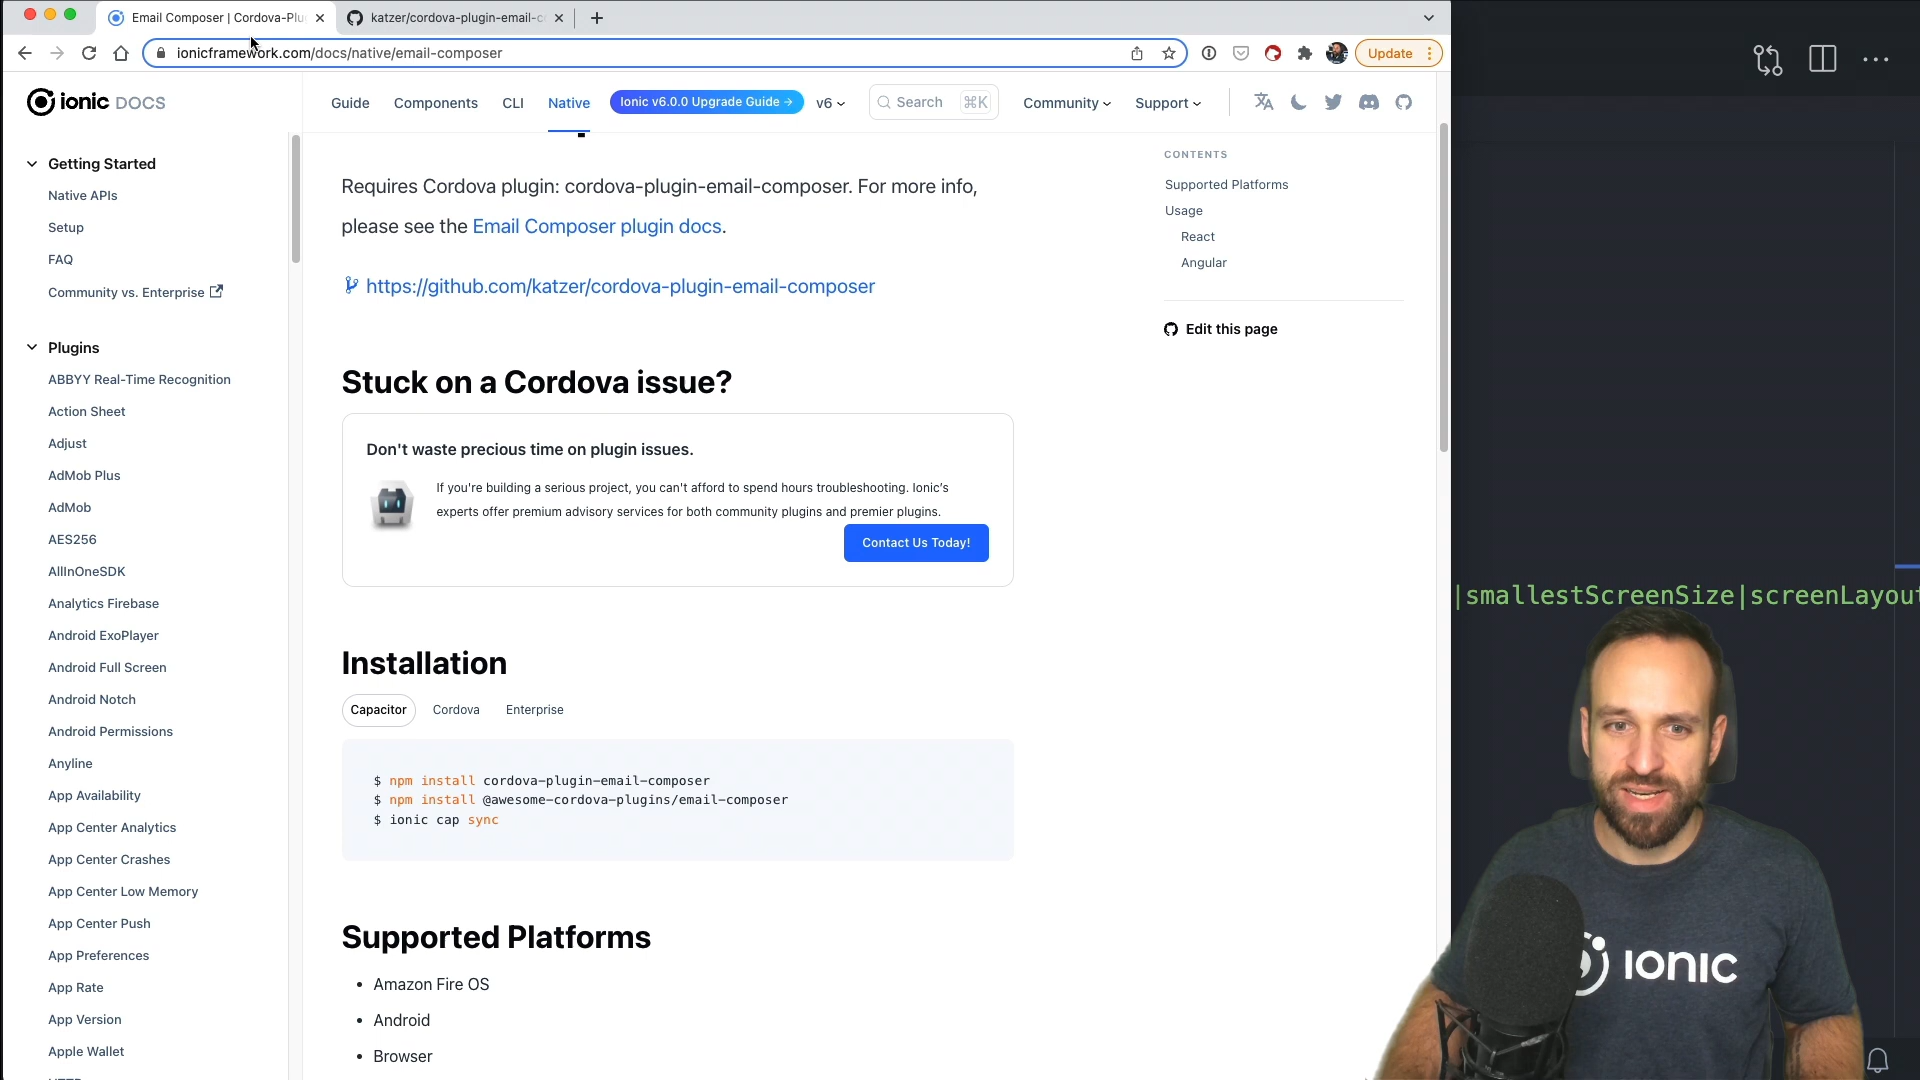 Email Composer | Cordova-Plu
katzer/cordova-plugin-email-c
ionicframework.com/docs/native/email-composer
Update
ionic DOCS
Guide
Components
CLI
Native
Ionic v6.0.0 Upgrade Guide →
v6
Search
⌘K
Community
Support
Getting Started
Native APIs
Setup
FAQ
Community vs. Enterprise
Plugins
ABBYY Real-Time Recognition
Action Sheet
Adjust
AdMob Plus
AdMob
AES256
AllInOneSDK
Analytics Firebase
Android ExoPlayer
Android Full Screen
Android Notch
Android Permissions
Anyline
App Availability
App Center Analytics
App Center Crashes
App Center Low Memory
App Center Push
App Preferences
App Rate
App Version
Apple Wallet
Requires Cordova plugin: cordova-plugin-email-composer. For more info,
please see the Email Composer plugin docs.
https://github.com/katzer/cordova-plugin-email-composer
Stuck on a Cordova issue?
Don't waste precious time on plugin issues.
If you're building a serious project, you can't afford to spend hours troubleshooting. Ionic's
experts offer premium advisory services for both community plugins and premier plugins.
Contact Us Today!
Installation
Capacitor
Cordova
Enterprise
$ npm install cordova-plugin-email-composer
$ npm install @awesome-cordova-plugins/email-composer
$ ionic cap sync
Supported Platforms
• Amazon Fire OS
• Android
• Browser
CONTENTS
Supported Platforms
Usage
React
Angular
Edit this page
|smallestScreenSize|screenLayout
IONIC